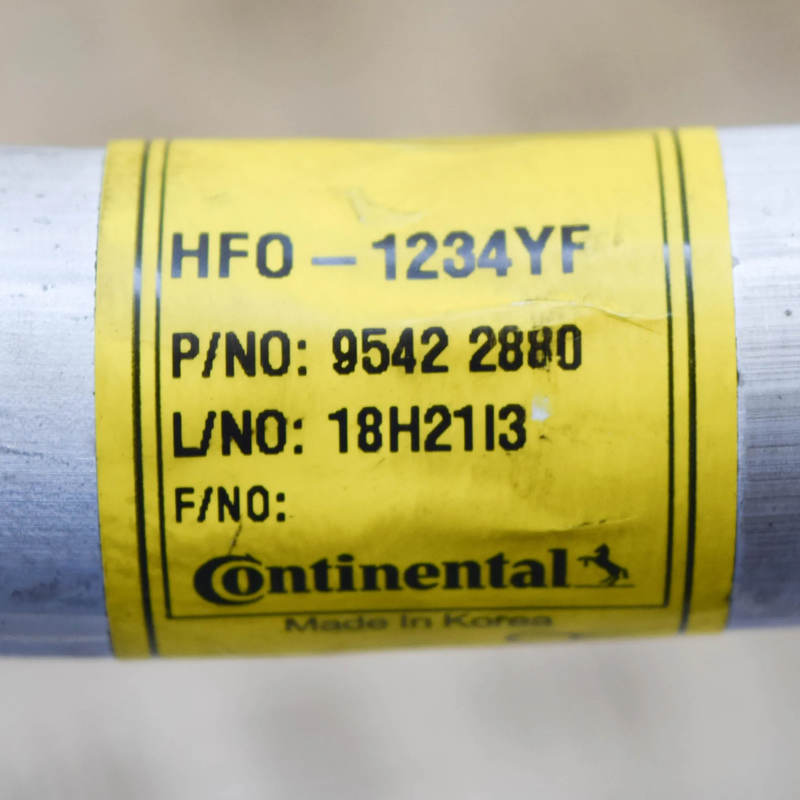 HFO - 1234YF
P/NO: 9542 2880
L/NO: 18H21I3
F/NO:
Continental
Made in Korea